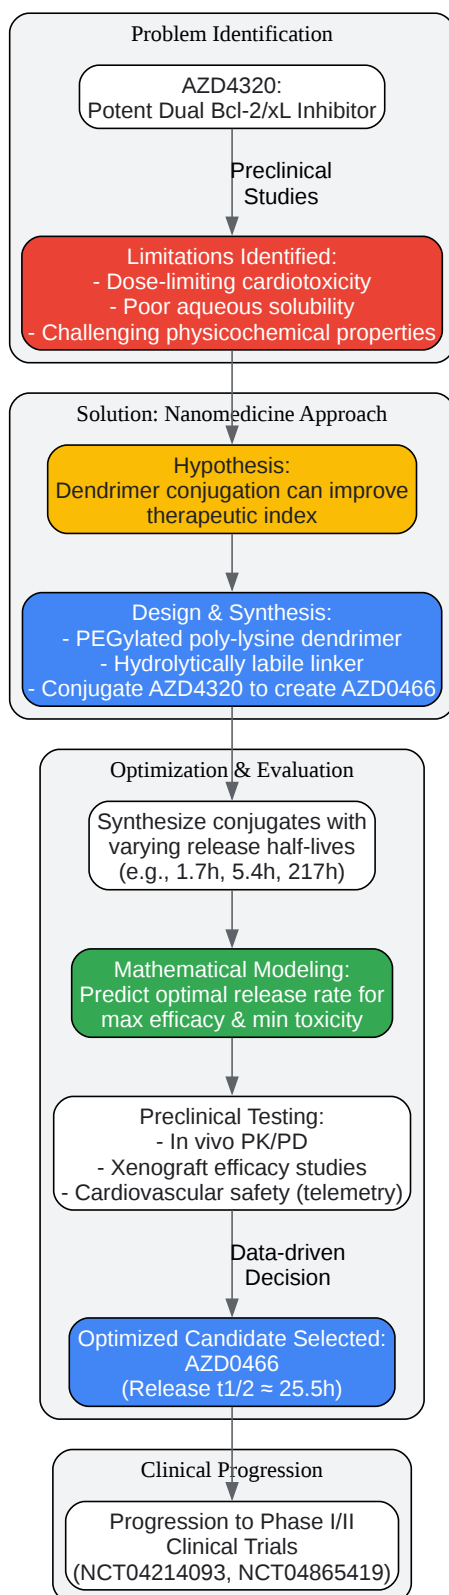 Problem Identification
AZD4320:
Potent Dual Bcl-2/xL Inhibitor
Preclinical
Studies
Limitations Identified:
- Dose-limiting cardiotoxicity
- Poor aqueous solubility
- Challenging physicochemical properties
Solution: Nanomedicine Approach
Hypothesis:
Dendrimer conjugation can improve
therapeutic index
Design & Synthesis:
- PEGylated poly-lysine dendrimer
- Hydrolytically labile linker
- Conjugate AZD4320 to create AZD0466
Optimization & Evaluation
Synthesize conjugates with
varying release half-lives
(e.g., 1.7h, 5.4h, 217h)
Mathematical Modeling:
Predict optimal release rate for
max efficacy & min toxicity
Preclinical Testing:
- In vivo PK/PD
- Xenograft efficacy studies
- Cardiovascular safety (telemetry)
Data-driven
Decision
Optimized Candidate Selected:
AZD0466
(Release t1/2 ≈ 25.5h)
Clinical Progression
Progression to Phase I/II
Clinical Trials
(NCT04214093, NCT04865419)